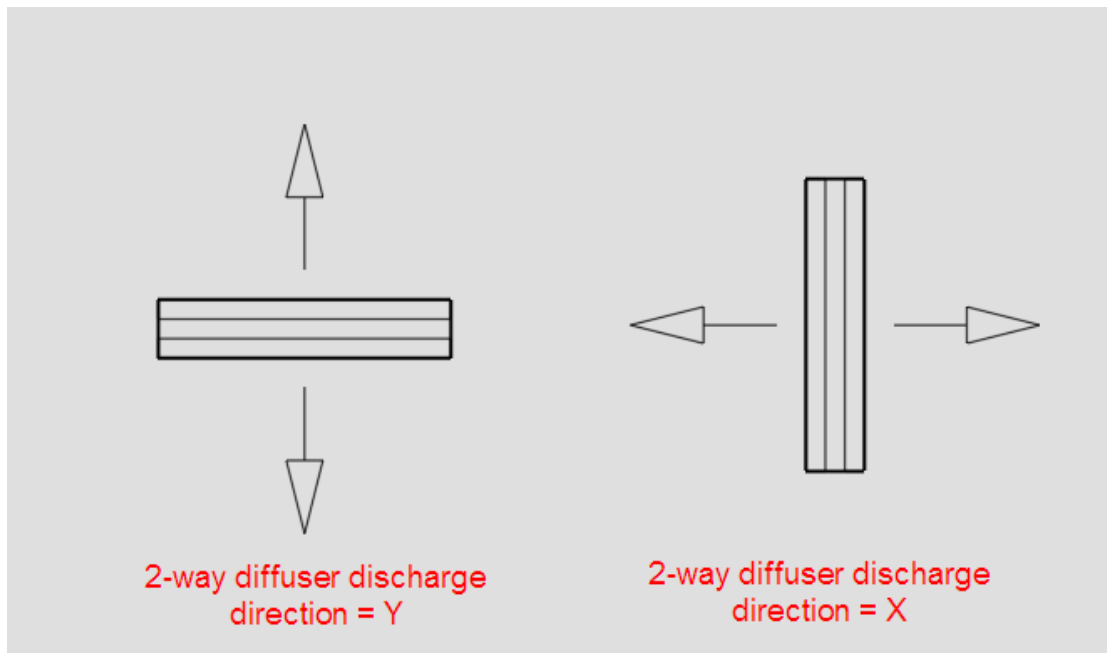 2-way diffuser discharge
direction = Y
2-way diffuser discharge
direction = X